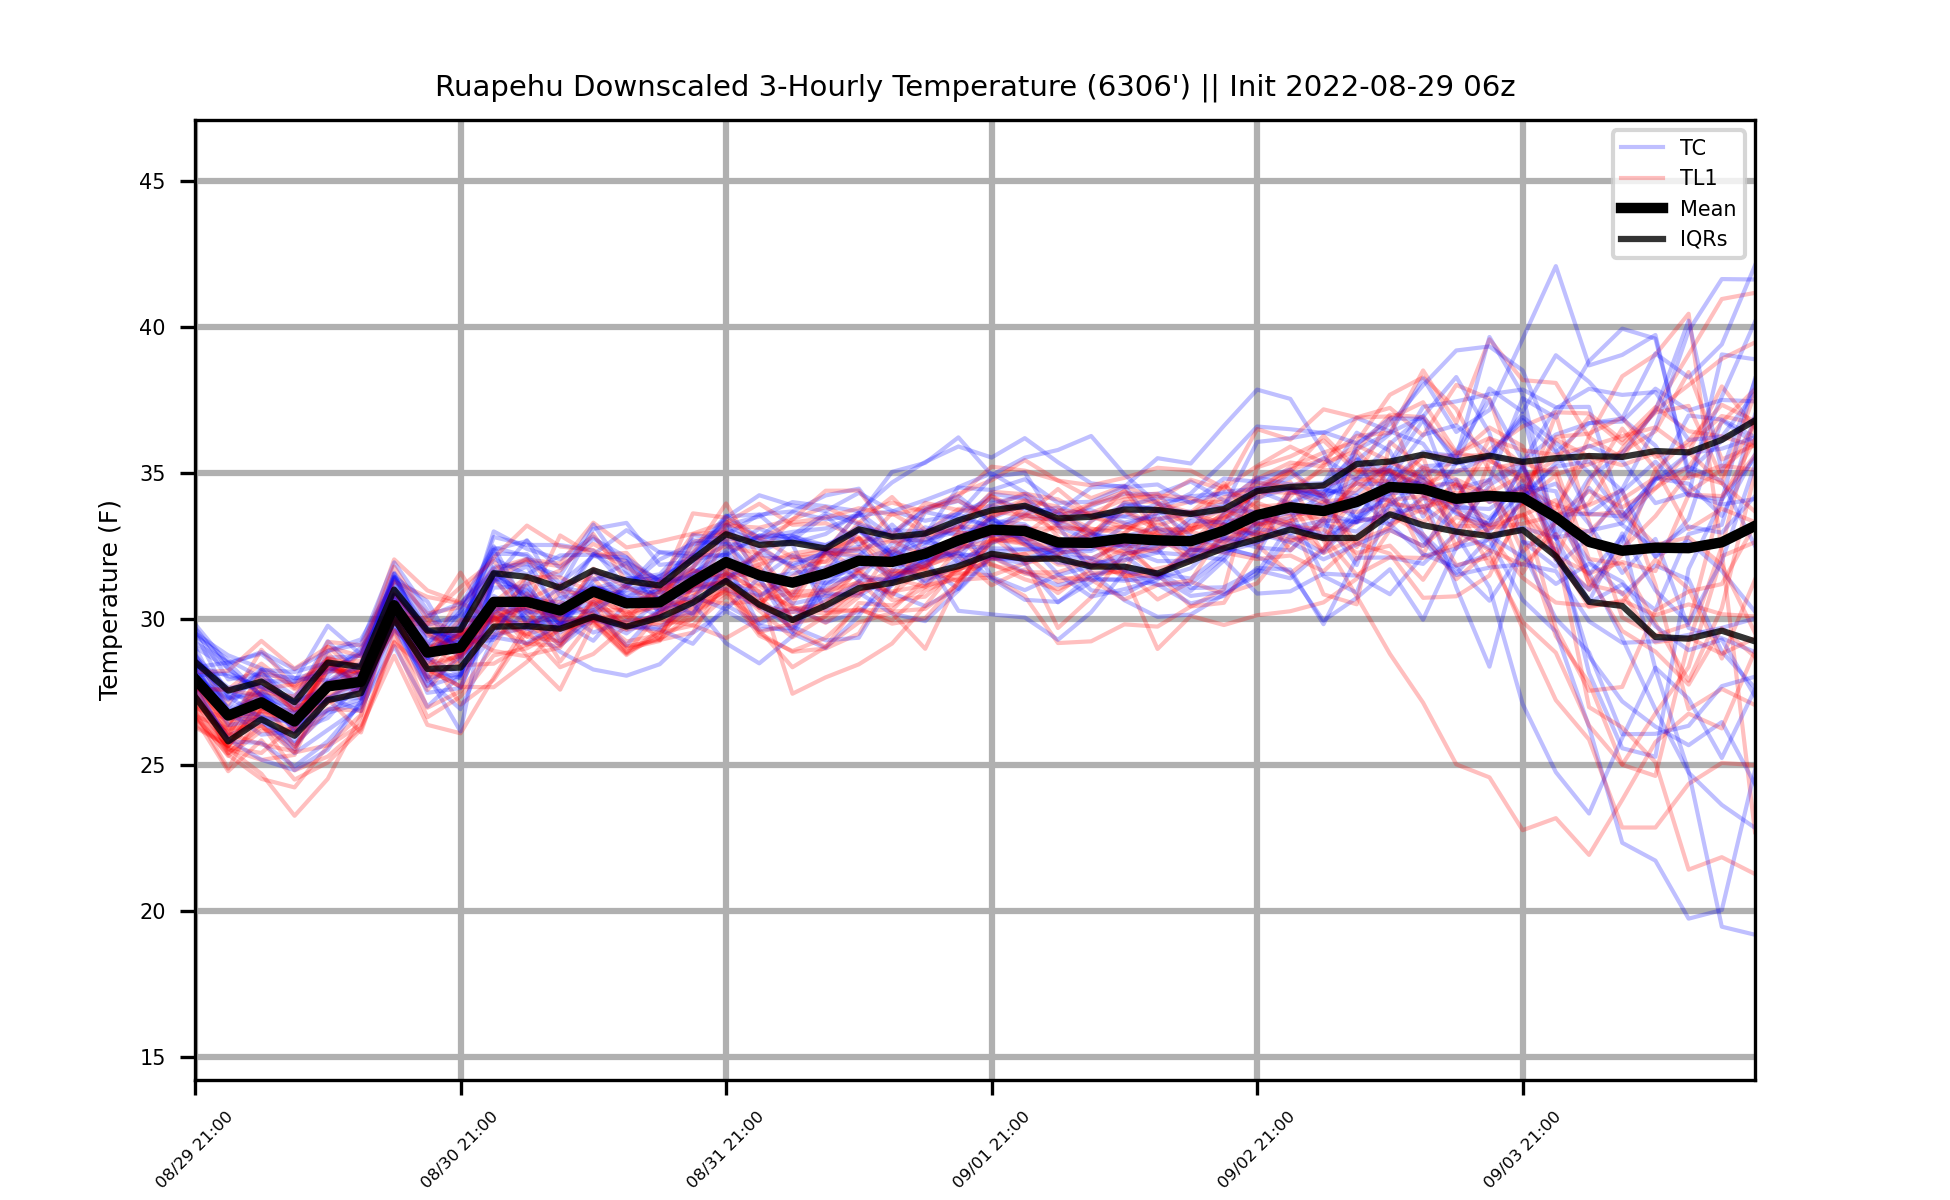 Ruapehu Downscaled 3-Hourly Temperature (6306') || Init 2022-08-29 06z
TC
TL1
Mean
IQRs
Temperature (F)
45
40
35
30
25
20
15
08/29 21:00
08/30 21:00
08/31 21:00
09/01 21:00
09/02 21:00
09/03 21:00